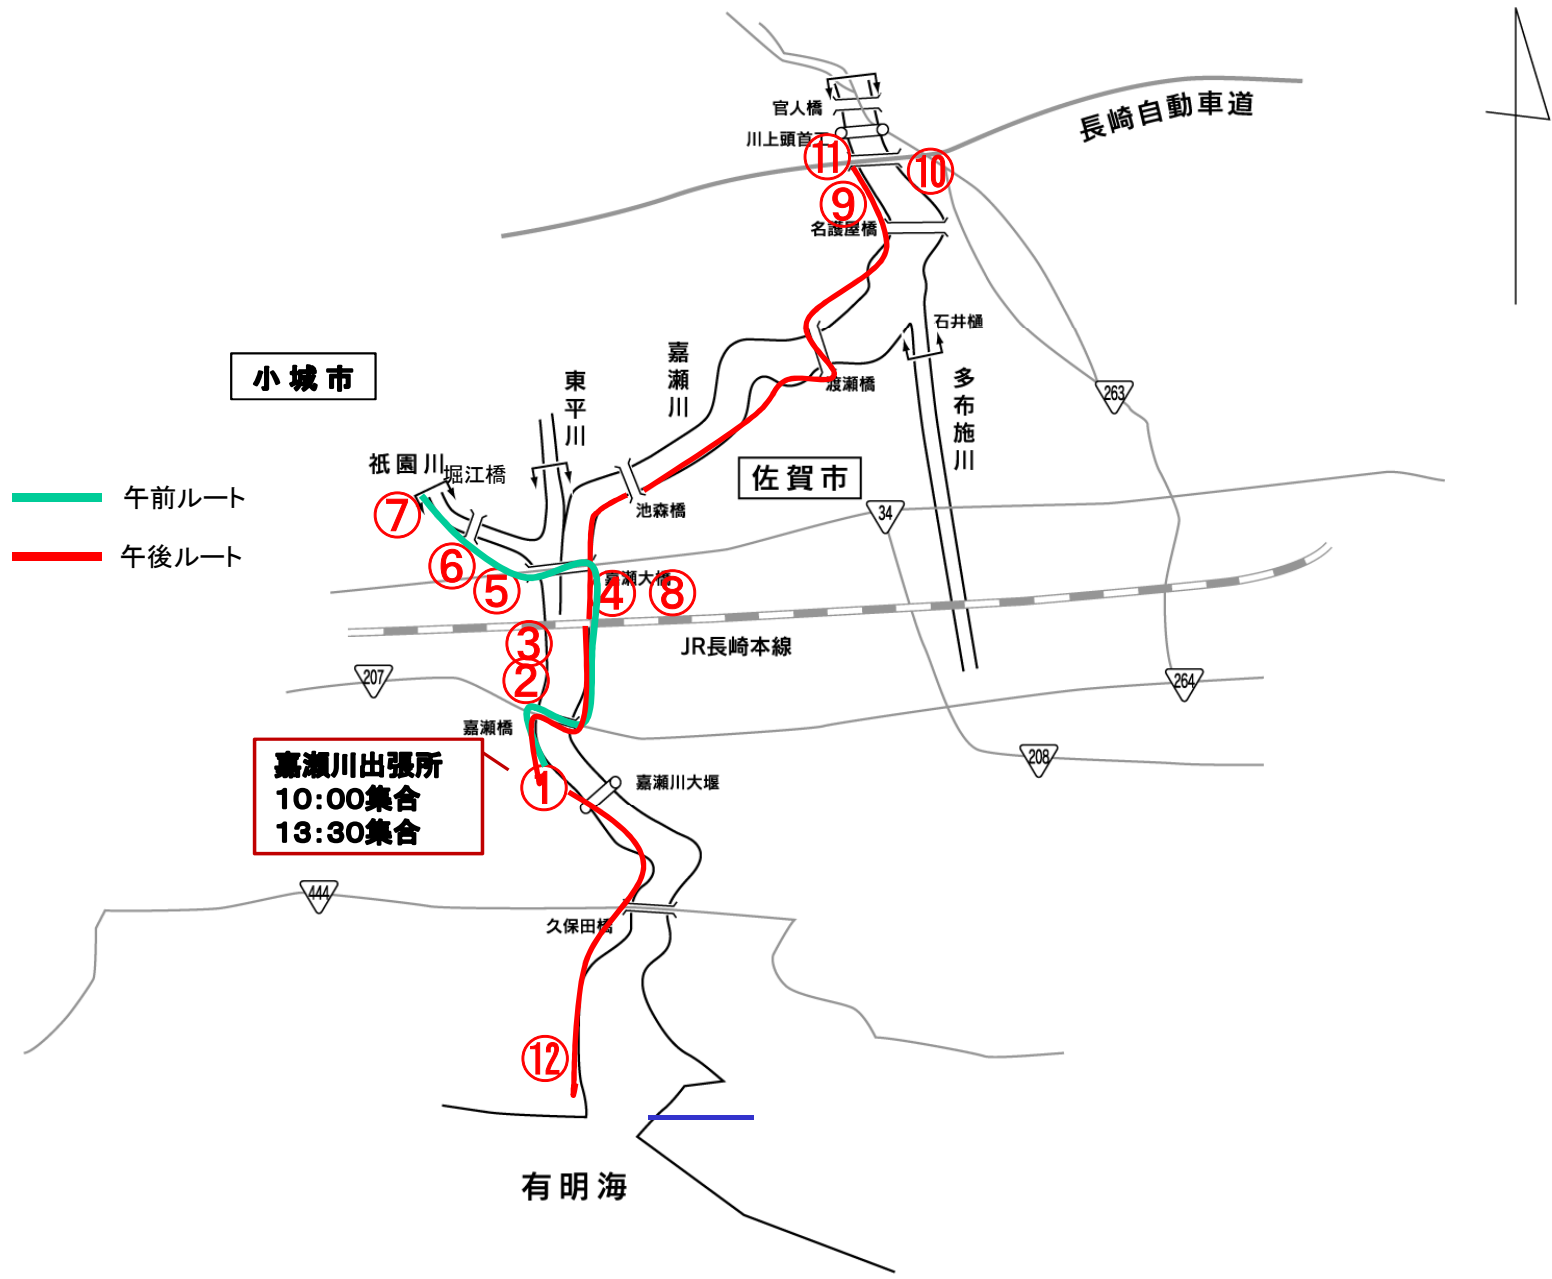 官人橋
川上頭首工
長崎自動車道
⑪
⑩
⑨
名護屋橋
石井樋
嘉瀬川
東平川
小城市
渡瀬橋
多布施川
263
祇園川
堀江橋
佐賀市
午前ルート
⑦
池森橋
34
午後ルート
⑥
⑤
嘉瀬大橋
④
⑧
③
JR長崎本線
②
207
264
嘉瀬橋
208
嘉瀬川出張所
10:00集合
13:30集合
①
嘉瀬川大堰
444
久保田橋
⑫
有明海